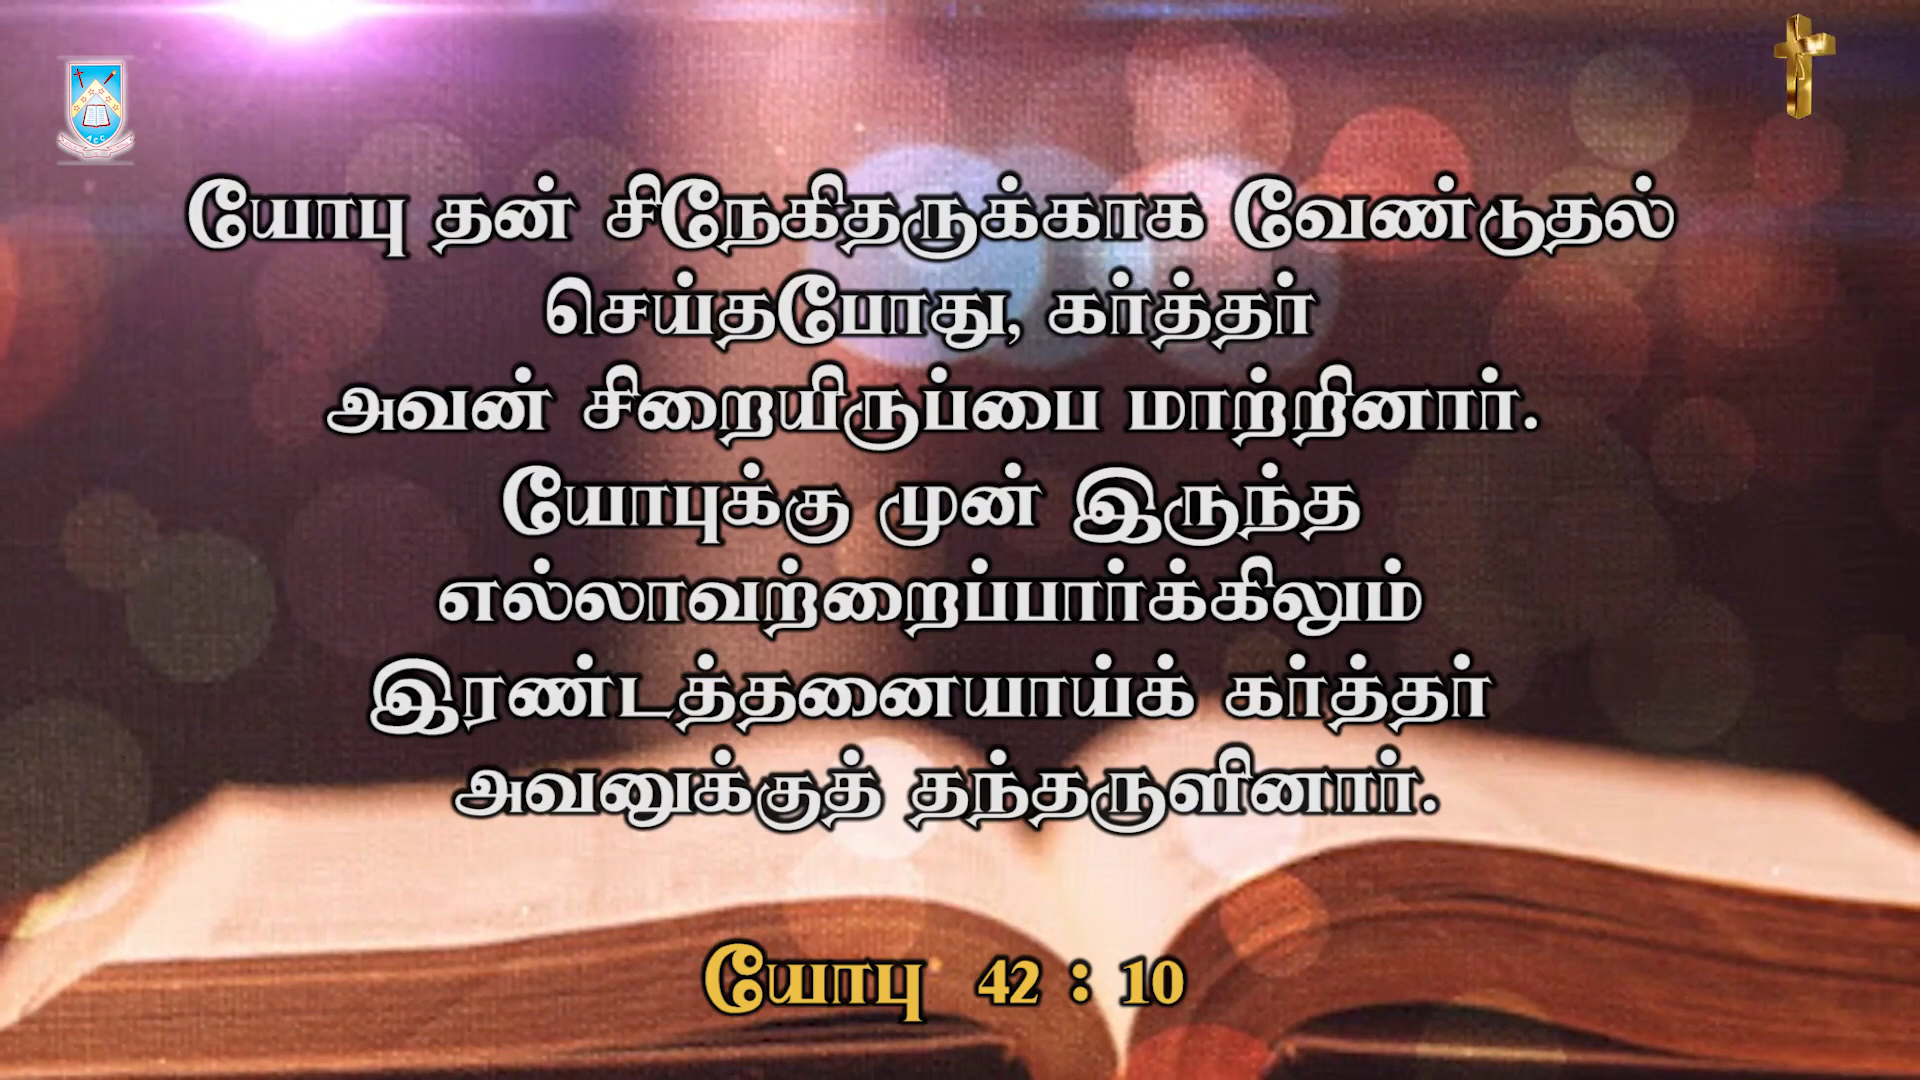 யோபு தன் சிநேகிதருக்காக வேண்டுதல்
செய்தபோது, கர்த்தர்
அவன் சிறையிருப்பை மாற்றினார்.
யோபுக்கு முன் இருந்த
எல்லாவற்றைப்பார்க்கிலும்
இரண்டத்தனையாய்க் கர்த்தர்
அவனுக்குத் தந்தருளினார்.
யோபு 42 : 10